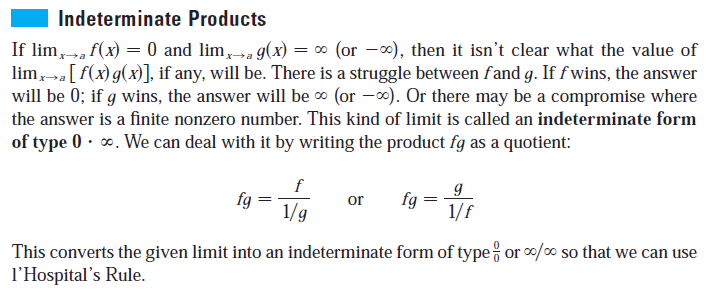 Indeterminate Products
If lim x→a f(x) = 0 and lim x→a g(x) = ∞ (or −∞), then it isn't clear what the value of
lim x→a [f(x)g(x)], if any, will be. There is a struggle between f and g. If f wins, the answer
will be 0; if g wins, the answer will be ∞ (or −∞). Or there may be a compromise where
the answer is a finite nonzero number. This kind of limit is called an indeterminate form
of type 0 · ∞. We can deal with it by writing the product fg as a quotient:
fg = f/(1/g) or fg = g/(1/f)
This converts the given limit into an indeterminate form of type 0/0 or ∞/∞ so that we can use
l'Hospital's Rule.